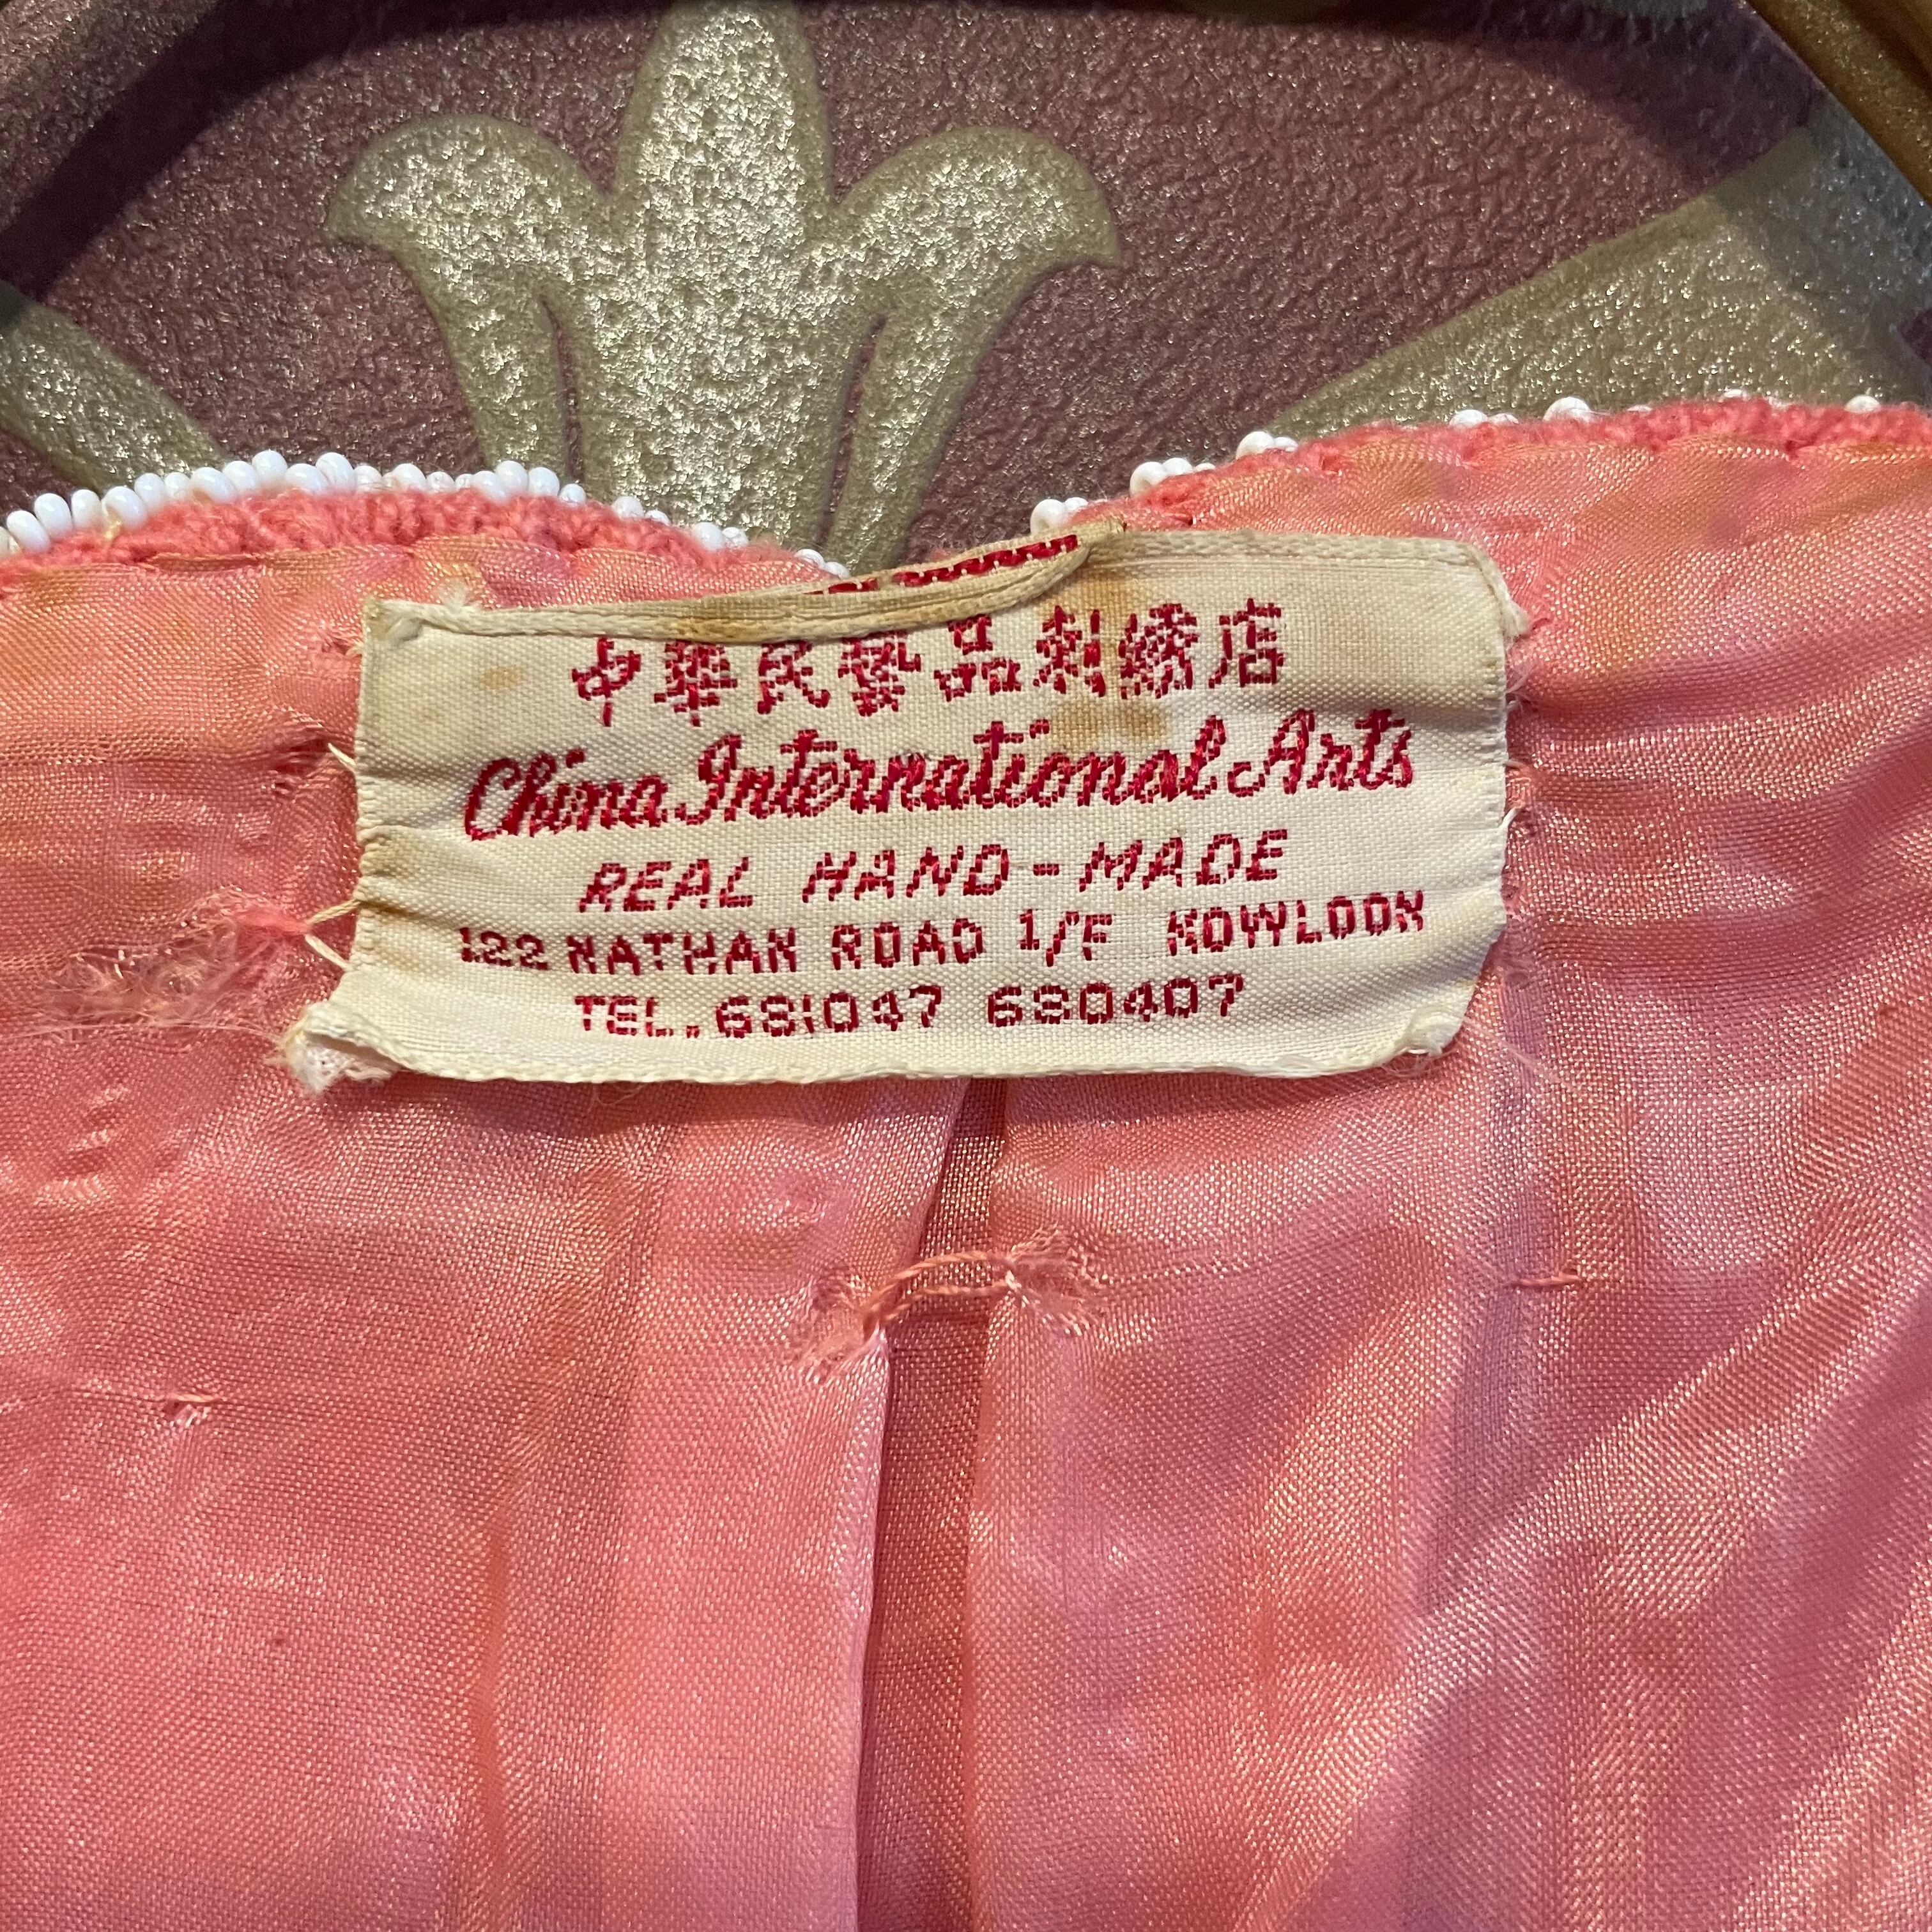 中華民藝品刺繡店
China International Arts
REAL HAND-MADE
122 NATHAN ROAD 1/F KOWLOON
TEL. 681047 680407